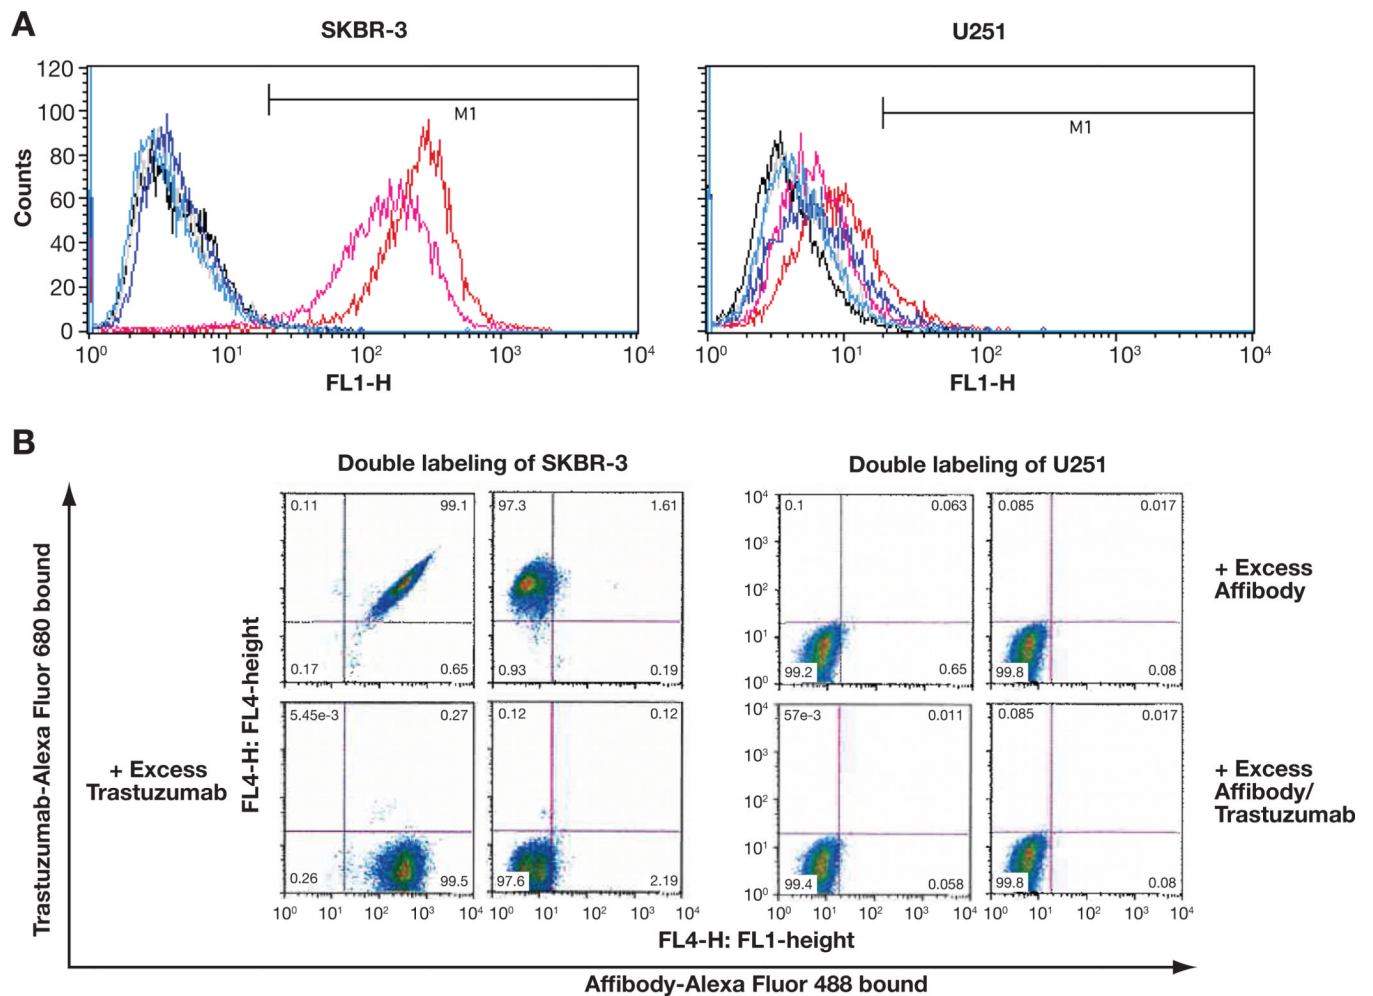 A
SKBR-3
U251
120
100
80
60
40
20
0
Counts
M1
M1
10⁰ 10¹ 10² 10³ 10⁴
10⁰ 10¹ 10² 10³ 10⁴
FL1-H
FL1-H
B
Double labeling of SKBR-3
Double labeling of U251
Trastuzumab-Alexa Fluor 680 bound
FL4-H: FL4-height
0.11 99.1
0.17 0.65
97.3 1.61
0.93 0.19
10⁴
10³
10²
10¹
10⁰
0.1 0.063
99.2 0.65
0.085 0.017
99.8 0.08
+ Excess
Affibody
+ Excess
Trastuzumab
5.45e-3 0.27
0.26 99.5
0.12 0.12
97.6 2.19
10⁴
10³
10²
10¹
10⁰
57e-3 0.011
99.4 0.058
0.085 0.017
99.8 0.08
+ Excess
Affibody/
Trastuzumab
10⁰ 10¹ 10² 10³ 10⁴
10⁰ 10¹ 10² 10³ 10⁴
10⁰ 10¹ 10² 10³ 10⁴
10⁰ 10¹ 10² 10³ 10⁴
FL4-H: FL1-height
Affibody-Alexa Fluor 488 bound